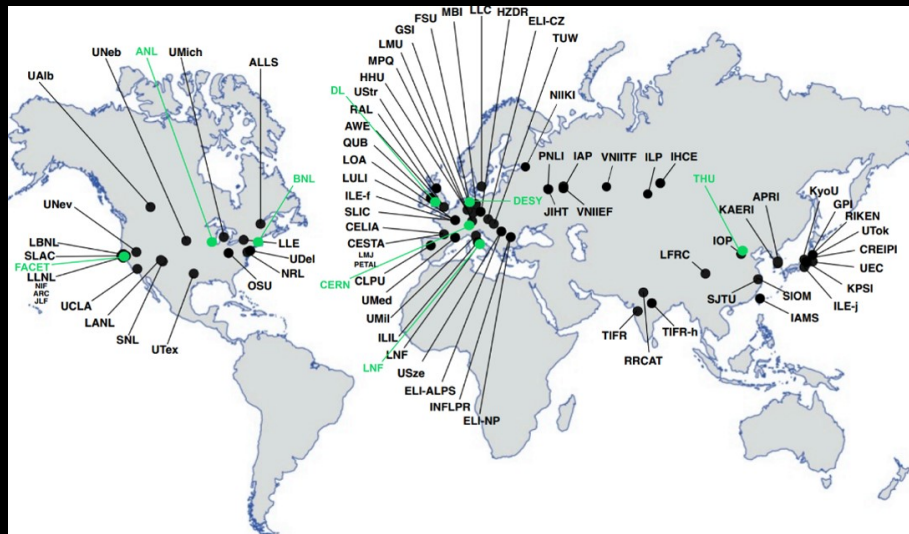 UAlb
UNeb
ANL
UMich
ALLS
BNL
UNev
LBNL
SLAC
FACET
LLNL
NIF
ARC
JLF
UCLA
LANL
SNL
UTex
OSU
NRL
UDel
LLE
FSU
MBI
LLC
HZDR
GSI
ELI-CZ
LMU
TUW
MPQ
HHU
NIIKI
UStr
DL
RAL
AWE
QUB
LOA
LULI
ILE-f
SLIC
CELIA
CESTA
LMJ
PETAL
CLPU
CERN
UMed
UMil
ILIL
LNF
LNF
USze
ELI-ALPS
INFLPR
ELI-NP
DESY
PNLI
IAP
VNIITF
ILP
IHCE
JIHT
VNIIEF
THU
APRI
KAERI
KyoU
GPI
RIKEN
UTok
CREIPI
UEC
KPSI
ILE-j
IOP
LFRC
SJTU
SIOM
IAMS
TIFR
TIFR-h
RRCAT